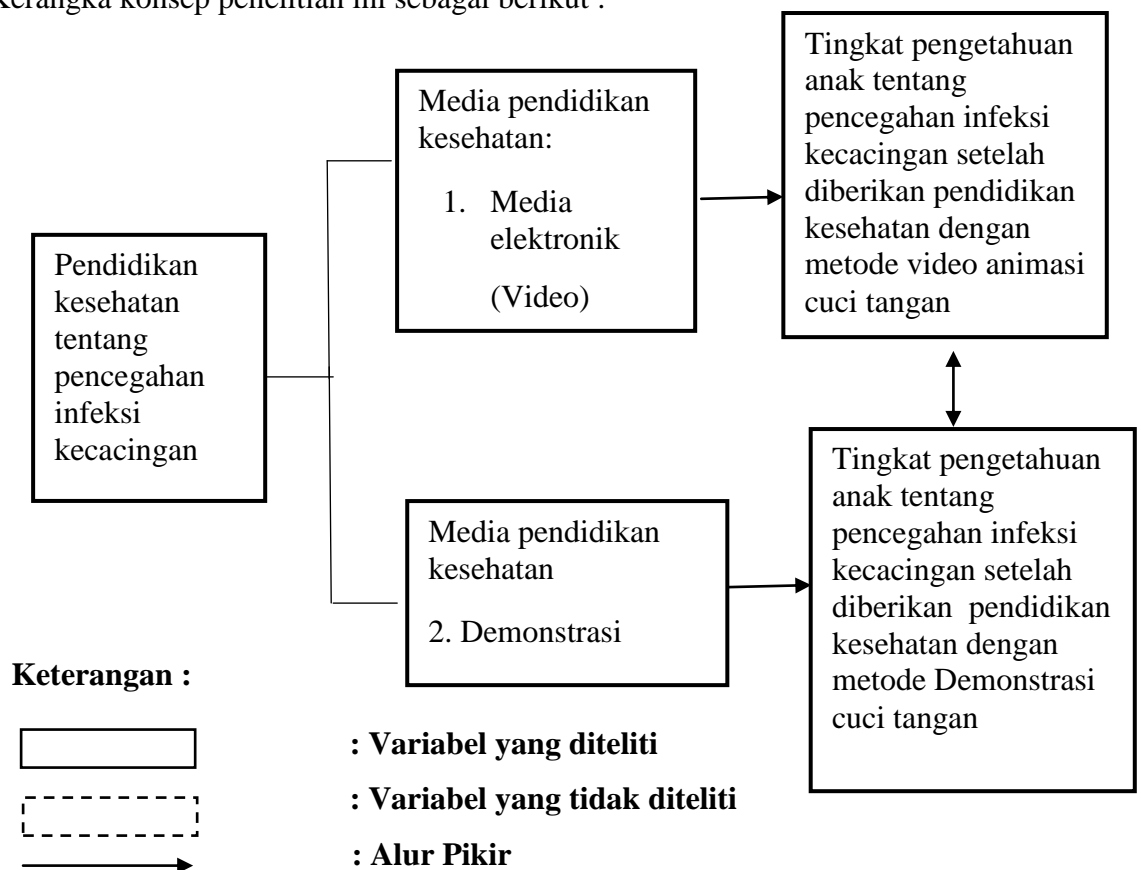 Kerangka konsep penelitian ini sebagai berikut :
Pendidikan
kesehatan
tentang
pencegahan
infeksi
kecacingan
Media pendidikan
kesehatan:
1. Media
elektronik
(Video)
Tingkat pengetahuan
anak tentang
pencegahan infeksi
kecacingan setelah
diberikan pendidikan
kesehatan dengan
metode video animasi
cuci tangan
Media pendidikan
kesehatan
2. Demonstrasi
Tingkat pengetahuan
anak tentang
pencegahan infeksi
kecacingan setelah
diberikan pendidikan
kesehatan dengan
metode Demonstrasi
cuci tangan
Keterangan :
: Variabel yang diteliti
: Variabel yang tidak diteliti
: Alur Pikir